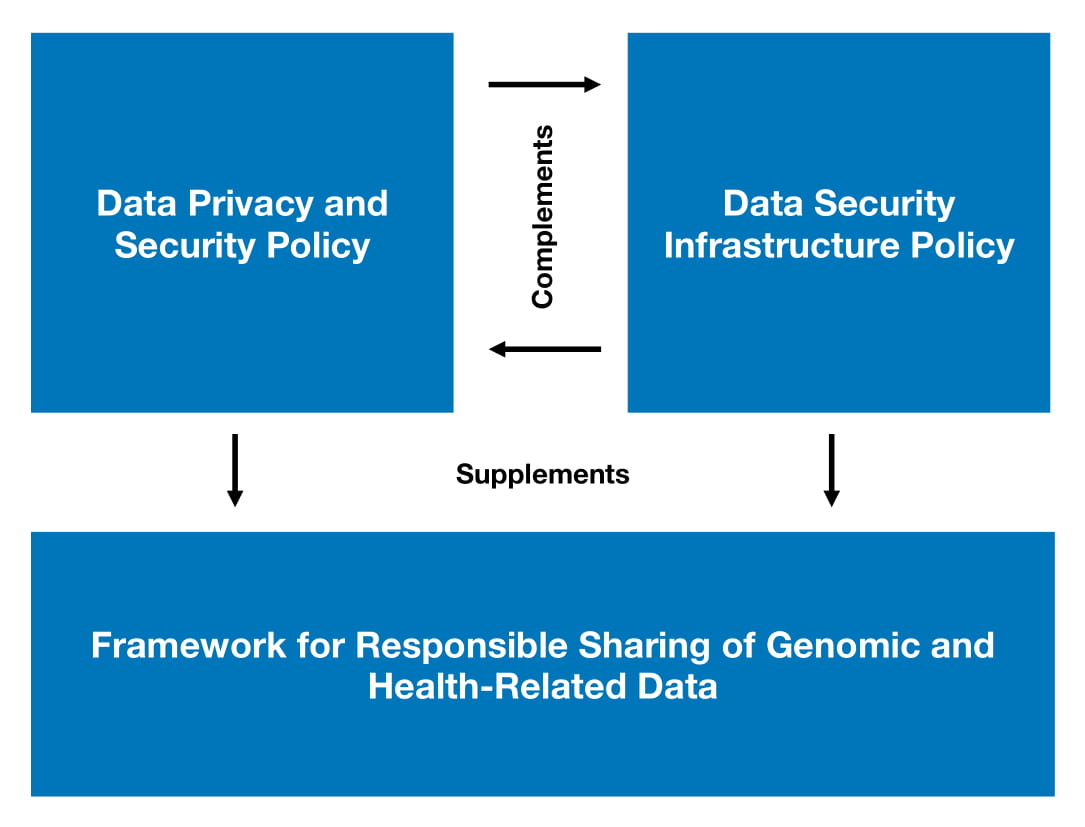 Data Privacy and
Security Policy
Complements
Data Security
Infrastructure Policy
Supplements
Framework for Responsible Sharing of Genomic and
Health-Related Data